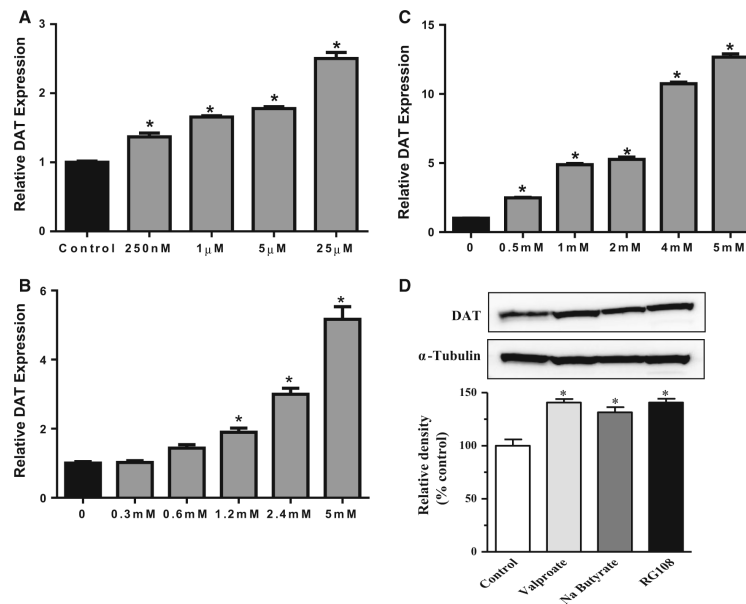 A
Relative DAT Expression
3
2
1
0
*
*
*
*
Control 250nM 1μM 5μM 25μM
B
Relative DAT Expression
6
4
2
0
*
*
*
0 0.3mM 0.6mM 1.2mM 2.4mM 5mM
C
Relative DAT Expression
15
10
5
0
*
*
*
*
*
0 0.5mM 1mM 2mM 4mM 5mM
D
DAT
α-Tubulin
Relative density
(% control)
150
100
50
0
*
*
*
Control Valproate Na Butyrate RG108